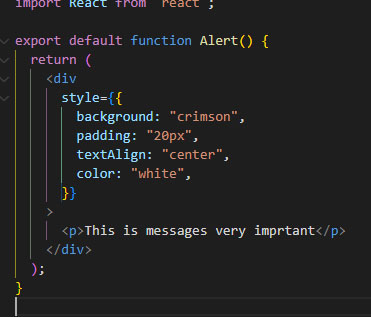 import React from "react";
export default function Alert() {
return (
<div
style={{
background: "crimson",
padding: "20px",
textAlign: "center",
color: "white",
}}
>
<p>This is messages very imprtant</p>
</div>
);
}